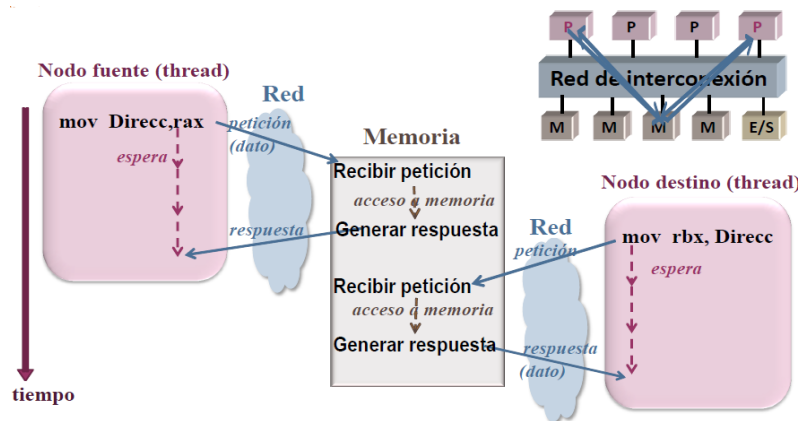 P P P P
Red de interconexión
M M M M E/S
Nodo fuente (thread)
Red
mov Direcc,rax
petición
(dato)
espera
respuesta
Memoria
Recibir petición
acceso a memoria
Generar respuesta
Recibir petición
acceso a memoria
Generar respuesta
Red
petición
respuesta
(dato)
Nodo destino (thread)
mov rbx, Direcc
espera
tiempo